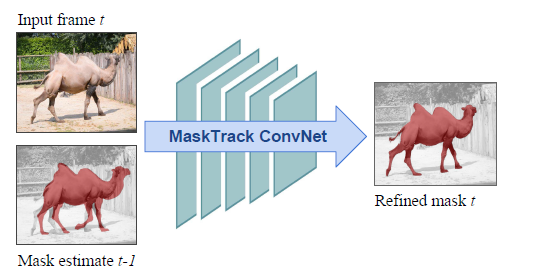 Input frame t
MaskTrack ConvNet
Refined mask t
Mask estimate t-1